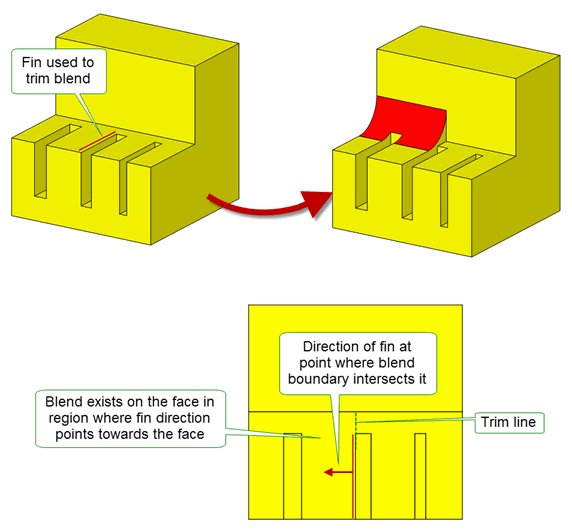 Fin used to
trim blend
Direction of fin at
point where blend
boundary intersects it
Blend exists on the face in
region where fin direction
points towards the face
Trim line